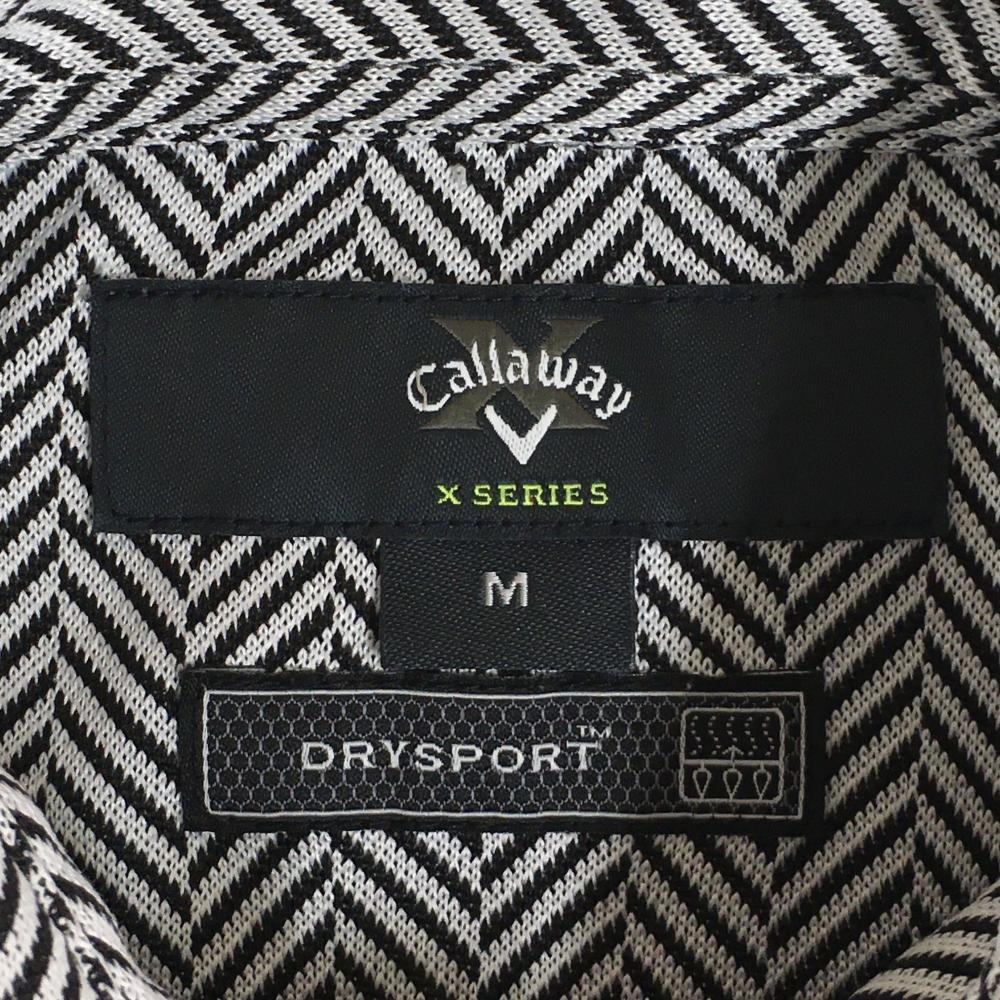 X
Callaway
X SERIES
M
DRYSPORT™